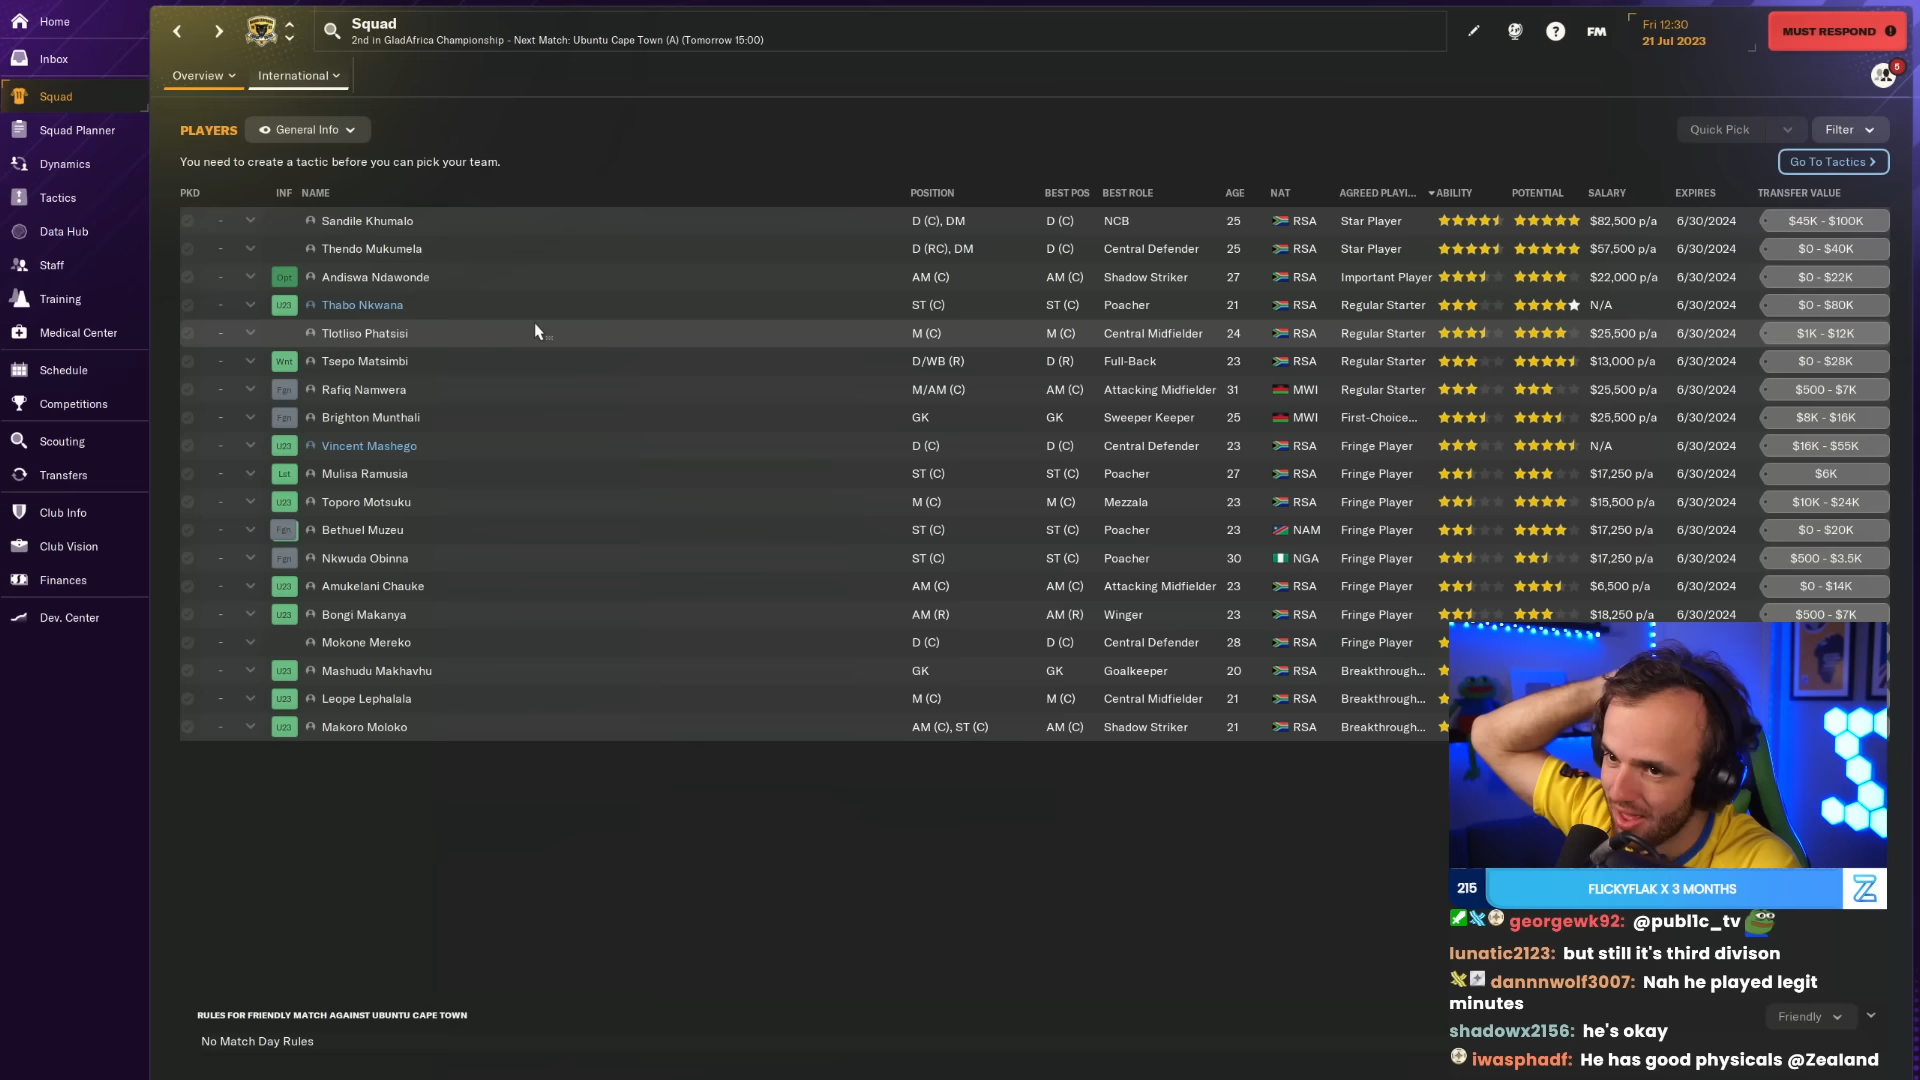 Home
Inbox
Squad
Squad Planner
Dynamics
Tactics
Data Hub
Staff
Training
Medical Center
Schedule
Competitions
Scouting
Transfers
Club Info
Club Vision
Finances
Dev. Center
Squad
2nd in GladAfrica Championship - Next Match: Ubuntu Cape Town (A) (Tomorrow 15:00)
FM
Fri 12:30
21 Jul 2023
MUST RESPOND
5
Overview
International
PLAYERS General Info
Quick Pick Filter
You need to create a tactic before you can pick your team.
Go To Tactics
PKD INF NAME POSITION BEST POS BEST ROLE AGE NAT AGREED PLAYI... ABILITY POTENTIAL SALARY EXPIRES TRANSFER VALUE
- Sandile Khumalo D (C), DM D (C) NCB 25 RSA Star Player $82,500 p/a 6/30/2024 $45K - $100K
- Thendo Mukumela D (RC), DM D (C) Central Defender 25 RSA Star Player $57,500 p/a 6/30/2024 $0 - $40K
- Opt Andiswa Ndawonde AM (C) AM (C) Shadow Striker 27 RSA Important Player $22,000 p/a 6/30/2024 $0 - $22K
- U23 Thabo Nkwana ST (C) ST (C) Poacher 21 RSA Regular Starter N/A 6/30/2024 $0 - $80K
- Tlotliso Phatsisi M (C) M (C) Central Midfielder 24 RSA Regular Starter $25,500 p/a 6/30/2024 $1K - $12K
- Wnt Tsepo Matsimbi D/WB (R) D (R) Full-Back 23 RSA Regular Starter $13,000 p/a 6/30/2024 $0 - $28K
- Fgn Rafiq Namwera M/AM (C) AM (C) Attacking Midfielder 31 MWI Regular Starter $25,500 p/a 6/30/2024 $500 - $7K
- Fgn Brighton Munthali GK GK Sweeper Keeper 25 MWI First-Choice... $25,500 p/a 6/30/2024 $8K - $16K
- U23 Vincent Mashego D (C) D (C) Central Defender 23 RSA Fringe Player N/A 6/30/2024 $16K - $55K
- Lst Mulisa Ramusia ST (C) ST (C) Poacher 27 RSA Fringe Player $17,250 p/a 6/30/2024 $6K
- U23 Toporo Motsuku M (C) M (C) Mezzala 23 RSA Fringe Player $15,500 p/a 6/30/2024 $10K - $24K
- Fgn Bethuel Muzeu ST (C) ST (C) Poacher 23 NAM Fringe Player $17,250 p/a 6/30/2024 $0 - $20K
- Fgn Nkwuda Obinna ST (C) ST (C) Poacher 30 NGA Fringe Player $17,250 p/a 6/30/2024 $500 - $3.5K
- U23 Amukelani Chauke AM (C) AM (C) Attacking Midfielder 23 RSA Fringe Player $6,500 p/a 6/30/2024 $0 - $14K
- U23 Bongi Makanya AM (R) AM (R) Winger 23 RSA Fringe Player $18,250 p/a 6/30/2024 $500 - $7K
- Mokone Mereko D (C) D (C) Central Defender 28 RSA Fringe Player
- U23 Mashudu Makhavhu GK GK Goalkeeper 20 RSA Breakthrough...
- U23 Leope Lephalala M (C) M (C) Central Midfielder 21 RSA Breakthrough...
- U23 Makoro Moloko AM (C), ST (C) AM (C) Shadow Striker 21 RSA Breakthrough...
215 FLICKYFLAK X 3 MONTHS Z
georgewk92: @publ1c_tv
lunatic2123: but still it's third divison
dannnwolf3007: Nah he played legit
minutes
shadowx2156: he's okay
iwasphadf: He has good physicals @Zealand
Friendly
RULES FOR FRIENDLY MATCH AGAINST UBUNTU CAPE TOWN
No Match Day Rules